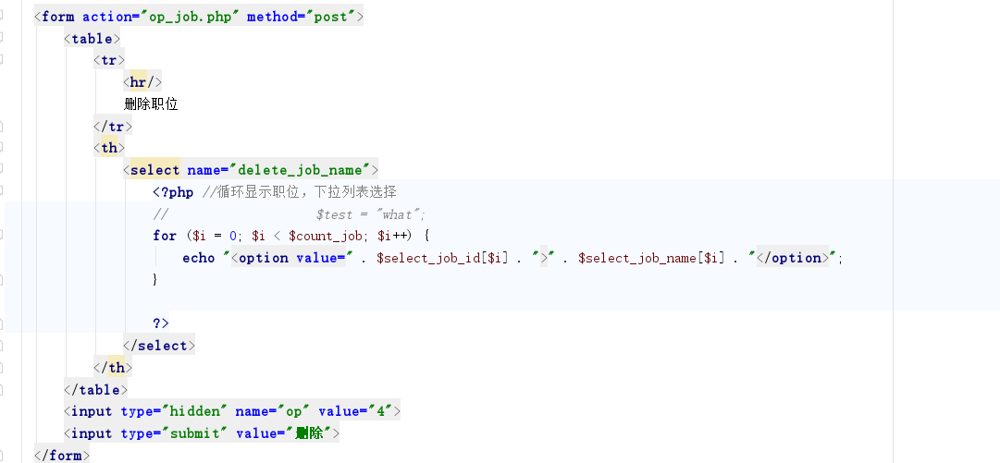 <form action="op_job.php" method="post">
<table>
<tr>
<hr/>
删除职位
</tr>
<th>
<select name="delete_job_name">
<?php //循环显示职位，下拉列表选择
// $test = "what";
for ($i = 0; $i < $count_job; $i++) {
echo "<option value=" . $select_job_id[$i] . ">" . $select_job_name[$i] . "</option>";
}
?>
</select>
</th>
</table>
<input type="hidden" name="op" value="4">
<input type="submit" value="删除">
</form>